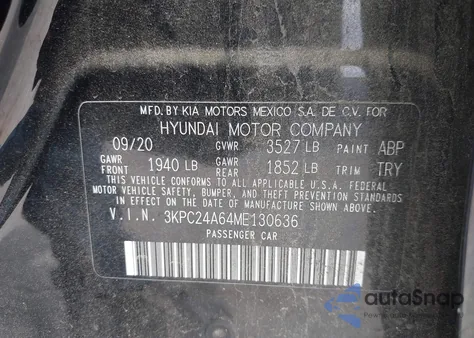 MFD. BY KIA MOTORS MEXICO S.A. DE C.V. FOR
HYUNDAI MOTOR COMPANY
09/20 GVWR 3527 LB PAINT ABP
GAWR FRONT 1940 LB GAWR REAR 1852 LB TRIM TRY
THIS VEHICLE CONFORMS TO ALL APPLICABLE U.S.A. FEDERAL
MOTOR VEHICLE SAFETY, BUMPER, AND THEFT PREVENTION STANDARDS
IN EFFECT ON THE DATE OF MANUFACTURE SHOWN ABOVE.
V.I.N. 3KPC24A64ME130636
PASSENGER CAR
autoSnap